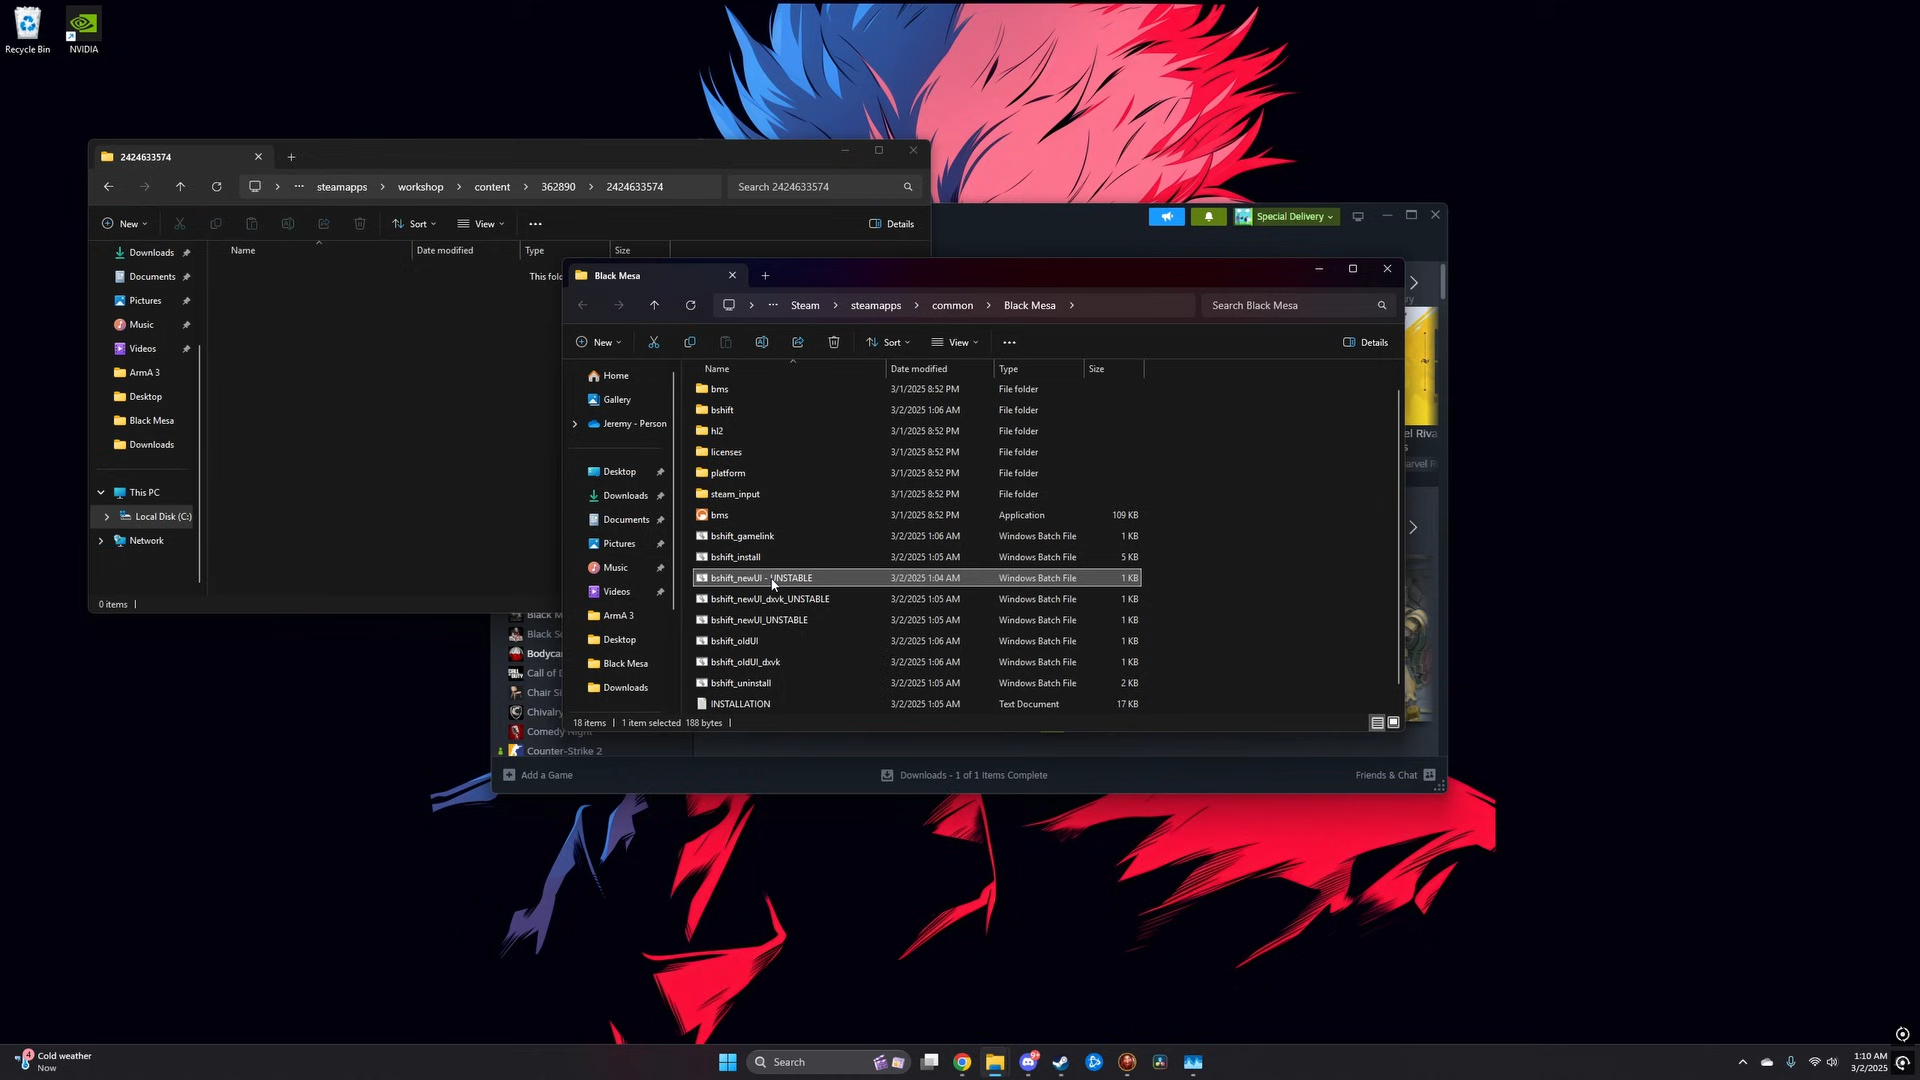 Recycle Bin
NVIDIA
2424633574
steamapps
workshop
content
362890
2424633574
Search 2424633574
New
Sort
View
Details
Name
Date modified
Type
Size
Downloads
Documents
Pictures
Music
Videos
ArmA 3
Desktop
Black Mesa
Downloads
This PC
Local Disk (C:)
Network
0 items
Special Delivery
Black Mesa
Steam
steamapps
common
Black Mesa
Search Black Mesa
New
Sort
View
Details
Home
Gallery
Jeremy - Person
Desktop
Downloads
Documents
Pictures
Music
Videos
ArmA 3
Desktop
Black Mesa
Downloads
Name Date modified Type Size
bms 3/1/2025 8:52 PM File folder
bshift 3/2/2025 1:06 AM File folder
hl2 3/1/2025 8:52 PM File folder
licenses 3/1/2025 8:52 PM File folder
platform 3/1/2025 8:52 PM File folder
steam_input 3/1/2025 8:52 PM File folder
bms 3/1/2025 8:52 PM Application 109 KB
bshift_gamelink 3/2/2025 1:06 AM Windows Batch File 1 KB
bshift_install 3/2/2025 1:05 AM Windows Batch File 5 KB
bshift_newUI - UNSTABLE 3/2/2025 1:04 AM Windows Batch File 1 KB
bshift_newUI_dxvk_UNSTABLE 3/2/2025 1:05 AM Windows Batch File 1 KB
bshift_newUI_UNSTABLE 3/2/2025 1:05 AM Windows Batch File 1 KB
bshift_oldUI 3/2/2025 1:06 AM Windows Batch File 1 KB
bshift_oldUI_dxvk 3/2/2025 1:06 AM Windows Batch File 1 KB
bshift_uninstall 3/2/2025 1:05 AM Windows Batch File 2 KB
INSTALLATION 3/2/2025 1:05 AM Text Document 17 KB
18 items 1 item selected 188 bytes
Black
Bodycar
Call of D
Chair Si
Chivalry
Comedy Night
Counter-Strike 2
Add a Game
Downloads - 1 of 1 Items Complete
Friends & Chat
4
Cold weather
Now
Search
1:10 AM
3/2/2025